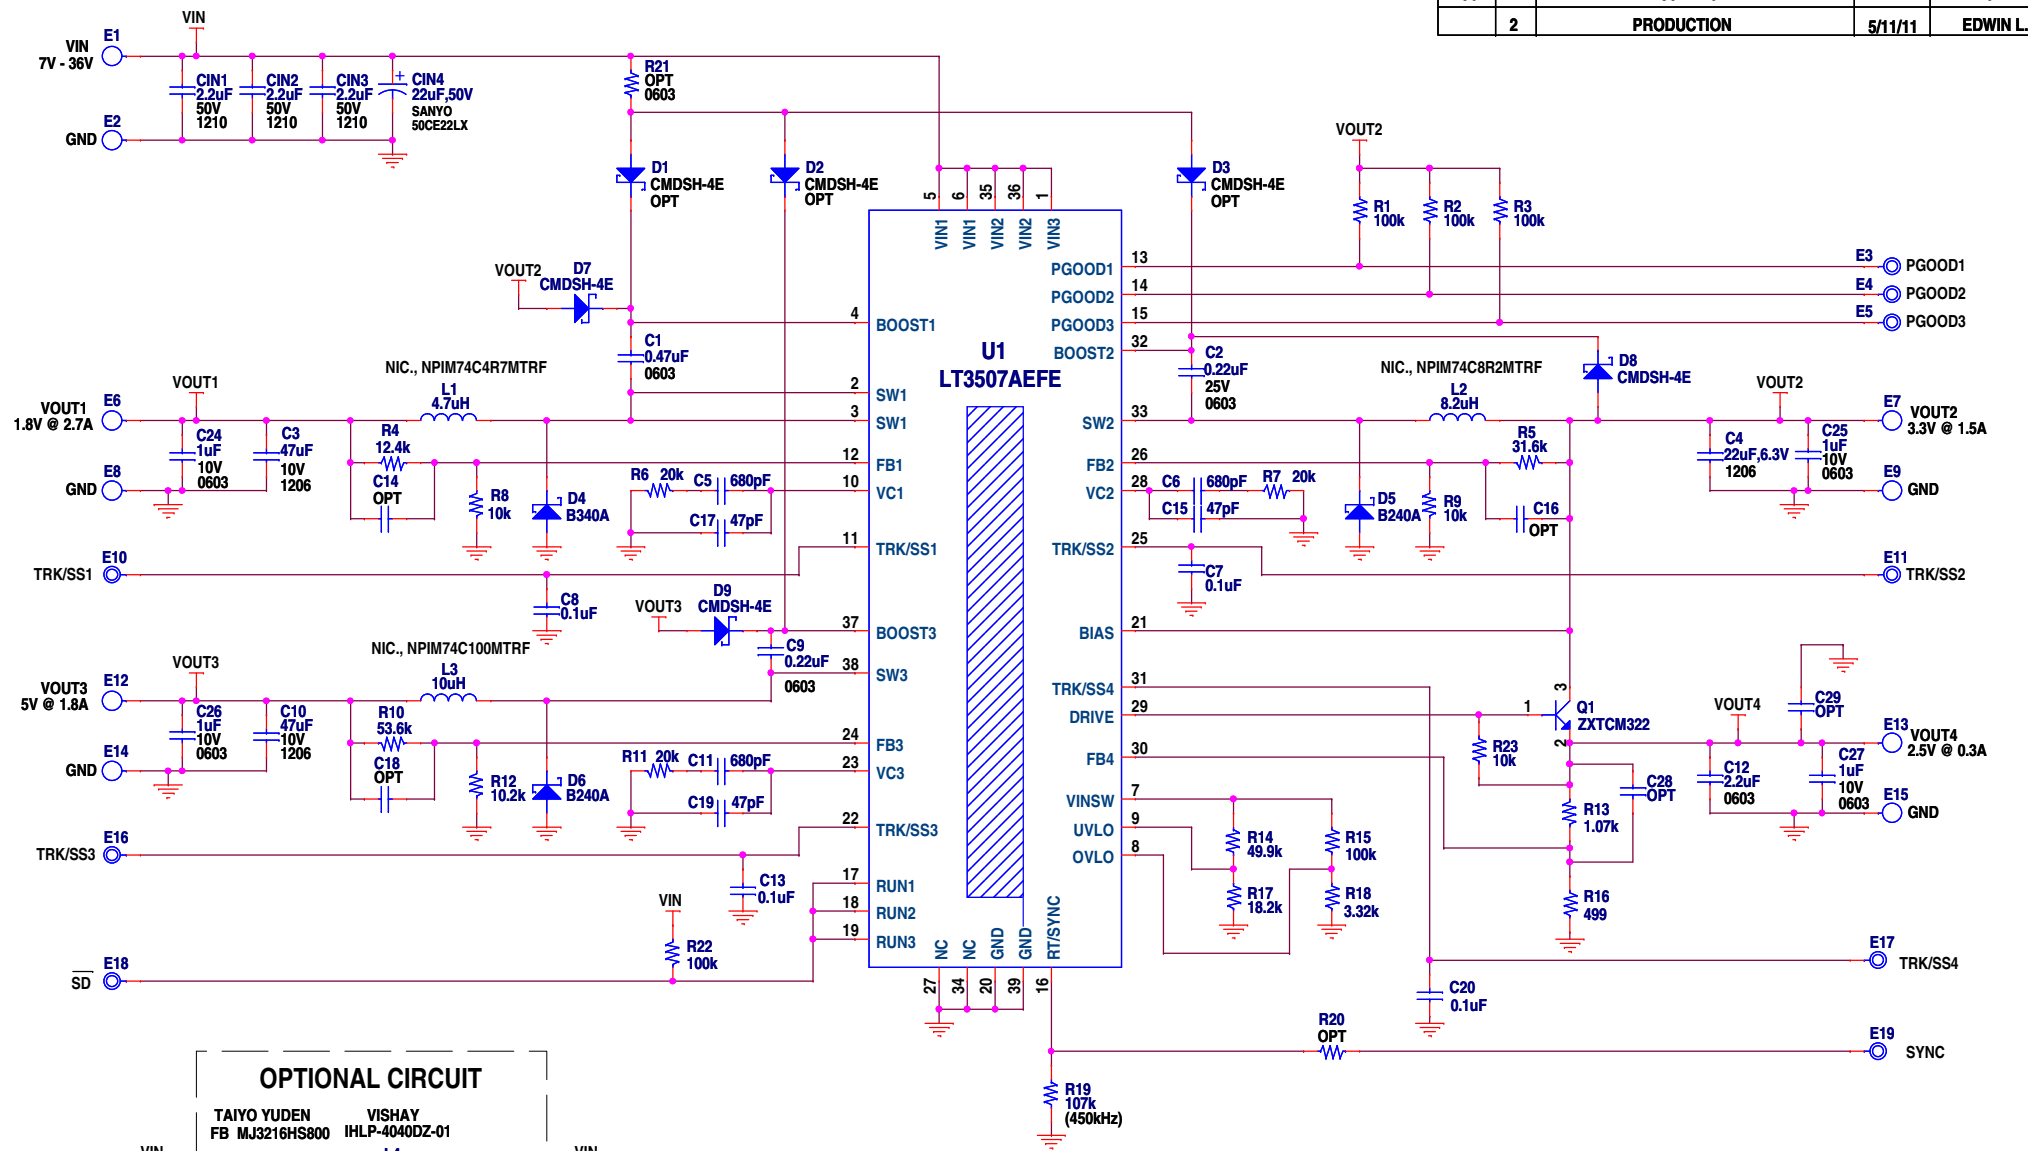 2 PRODUCTION 5/11/11 EDWIN L.
VIN
E1
VIN
7V - 36V
CIN1
2.2uF
50V
1210
CIN2
2.2uF
50V
1210
CIN3
2.2uF
50V
1210
+
CIN4
22uF,50V
SANYO
50CE22LX
E2
GND
R21
OPT
0603
D1
CMDSH-4E
OPT
D2
CMDSH-4E
OPT
D3
CMDSH-4E
OPT
VOUT2
R1
100k
R2
100k
R3
100k
5
6
35
36
1
VIN1
VIN1
VIN2
VIN2
VIN3
VOUT2
D7
CMDSH-4E
PGOOD1
13
E3
PGOOD1
PGOOD2
14
E4
PGOOD2
PGOOD3
15
E5
PGOOD3
4
BOOST1
BOOST2
32
U1
LT3507AEFE
C1
0.47uF
0603
C2
0.22uF
25V
0603
D8
CMDSH-4E
NIC., NPIM74C4R7MTRF
L1
4.7uH
VOUT1
E6
VOUT1
1.8V @ 2.7A
2
SW1
3
SW1
SW2
33
NIC., NPIM74C8R2MTRF
L2
8.2uH
VOUT2
E7
VOUT2
3.3V @ 1.5A
C24
1uF
10V
0603
C3
47uF
10V
1206
R4
12.4k
C14
OPT
R8
10k
D4
B340A
R6 20k
C5 680pF
C17 47pF
12
FB1
10
VC1
FB2
26
VC2
28
C6 680pF
R7 20k
C15 47pF
D5
B240A
R9
10k
R5
31.6k
C16
OPT
C4
22uF,6.3V
1206
C25
1uF
10V
0603
E8
GND
E9
GND
E10
TRK/SS1
11
TRK/SS1
C8
0.1uF
TRK/SS2
25
C7
0.1uF
E11
TRK/SS2
VOUT3
D9
CMDSH-4E
37
BOOST3
BIAS
21
C9
0.22uF
0603
38
SW3
NIC., NPIM74C100MTRF
L3
10uH
VOUT3
E12
VOUT3
5V @ 1.8A
C26
1uF
10V
0603
C10
47uF
10V
1206
R10
53.6k
C18
OPT
R12
10.2k
D6
B240A
R11 20k
C11 680pF
C19 47pF
24
FB3
23
VC3
E14
GND
TRK/SS4
31
DRIVE
29
FB4
30
1
3
2
Q1
ZXTCM322
R23
10k
VOUT4
C29
OPT
E13
VOUT4
2.5V @ 0.3A
C28
OPT
C12
2.2uF
0603
C27
1uF
10V
0603
E15
GND
R13
1.07k
R16
499
E16
TRK/SS3
22
TRK/SS3
C13
0.1uF
VINSW
7
UVLO
9
OVLO
8
R14
49.9k
R15
100k
R17
18.2k
R18
3.32k
17
RUN1
18
RUN2
19
RUN3
VIN
R22
100k
E18
SD
NC
NC
GND
GND
RT/SYNC
27
34
20
39
16
E17
TRK/SS4
C20
0.1uF
R20
OPT
E19
SYNC
R19
107k
(450kHz)
OPTIONAL CIRCUIT
TAIYO YUDEN
FB MJ3216HS800
VISHAY
IHLP-4040DZ-01
VIN
L4
VIN